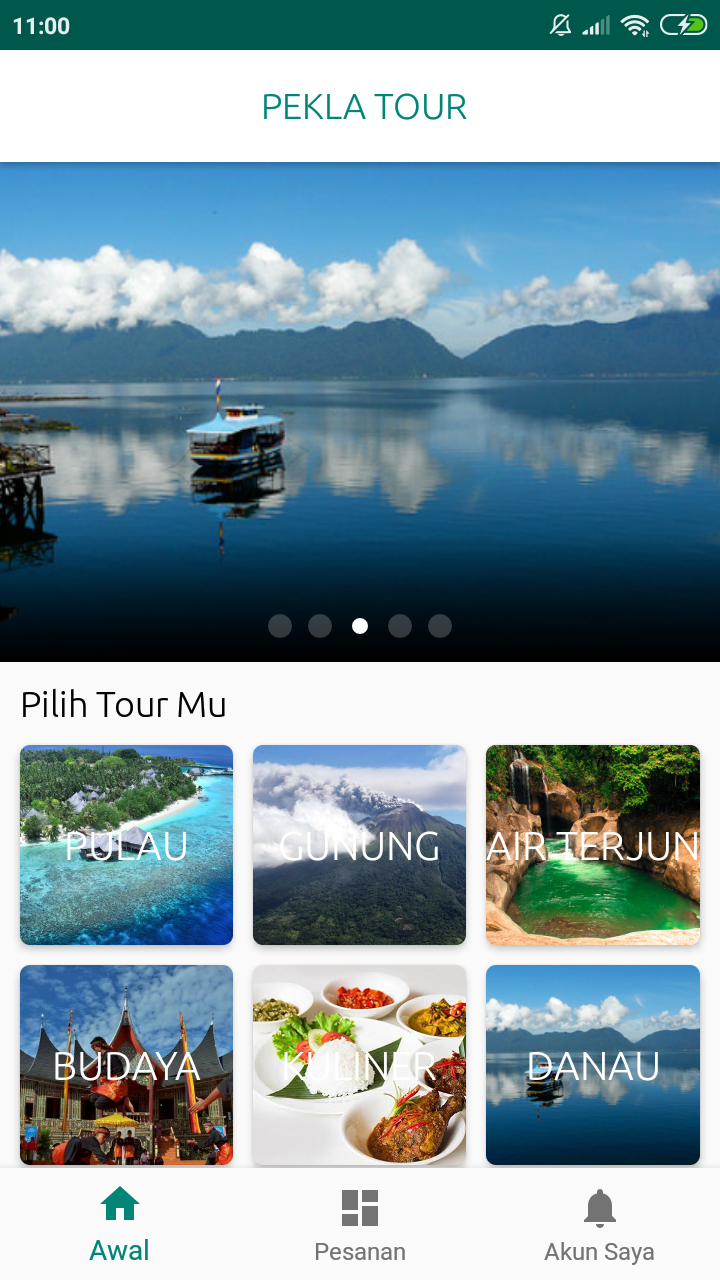 11:00
PEKLA TOUR
Pilih Tour Mu
PULAU
GUNUNG
AIR TERJUN
BUDAYA
KULINER
DANAU
Awal
Pesanan
Akun Saya